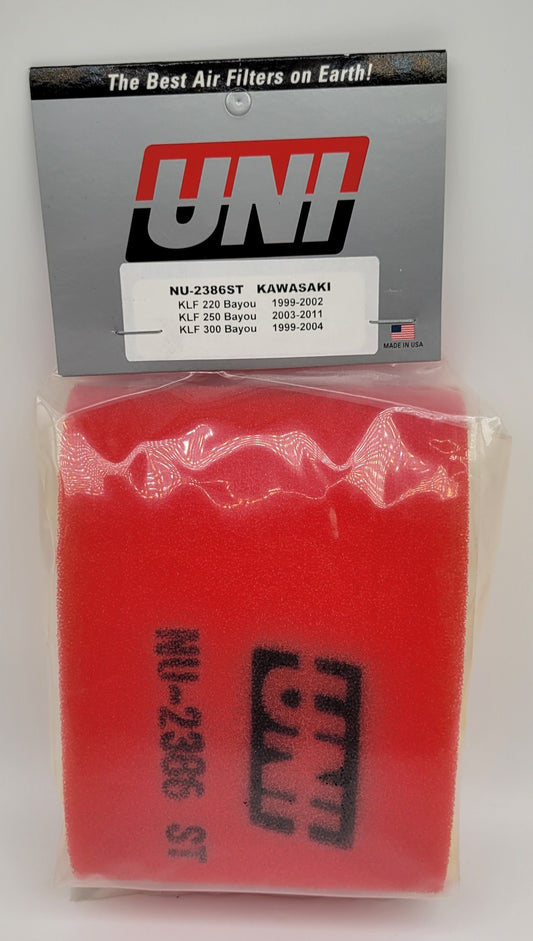 The Best Air Filters on Earth!
UNI
NU-2386ST KAWASAKI
KLF 220 Bayou 1999-2002
KLF 250 Bayou 2003-2011
KLF 300 Bayou 1999-2004
MADE IN USA
NU-2386 ST
UNI